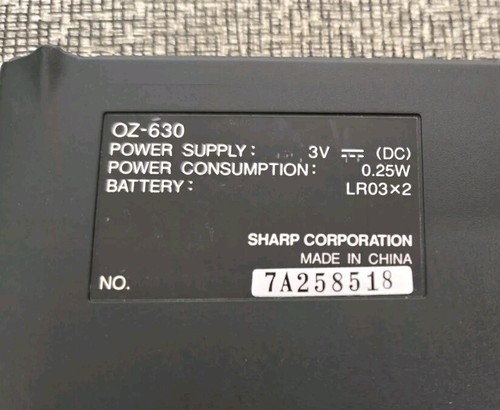 OZ-630
POWER SUPPLY: 3V ⎓ (DC)
POWER CONSUMPTION: 0.25W
BATTERY: LR03×2
SHARP CORPORATION
MADE IN CHINA
NO. 7A258518